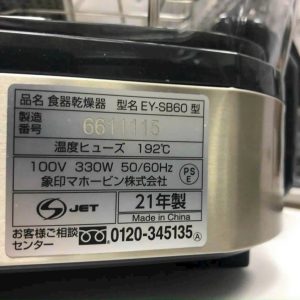 品名 食器乾燥器 型名 EY-SB60 型
製造番号 6611115
温度ヒューズ 192℃
100V 330W 50/60Hz
象印マホービン株式会社
PS E
S JET 21年製
Made in China
お客様ご相談センター 0120-345135 A